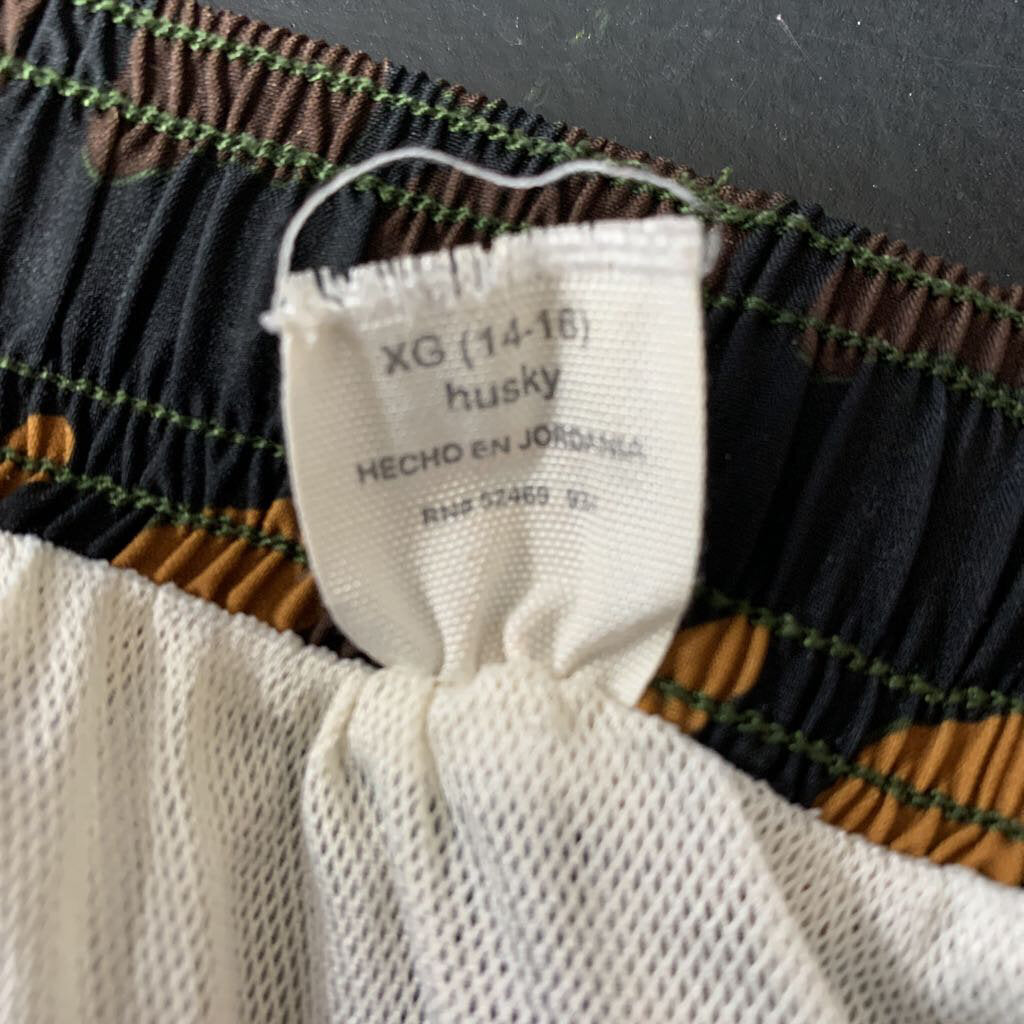 XG (14-16)
husky
HECHO EN JORDANIA
RN# 52469